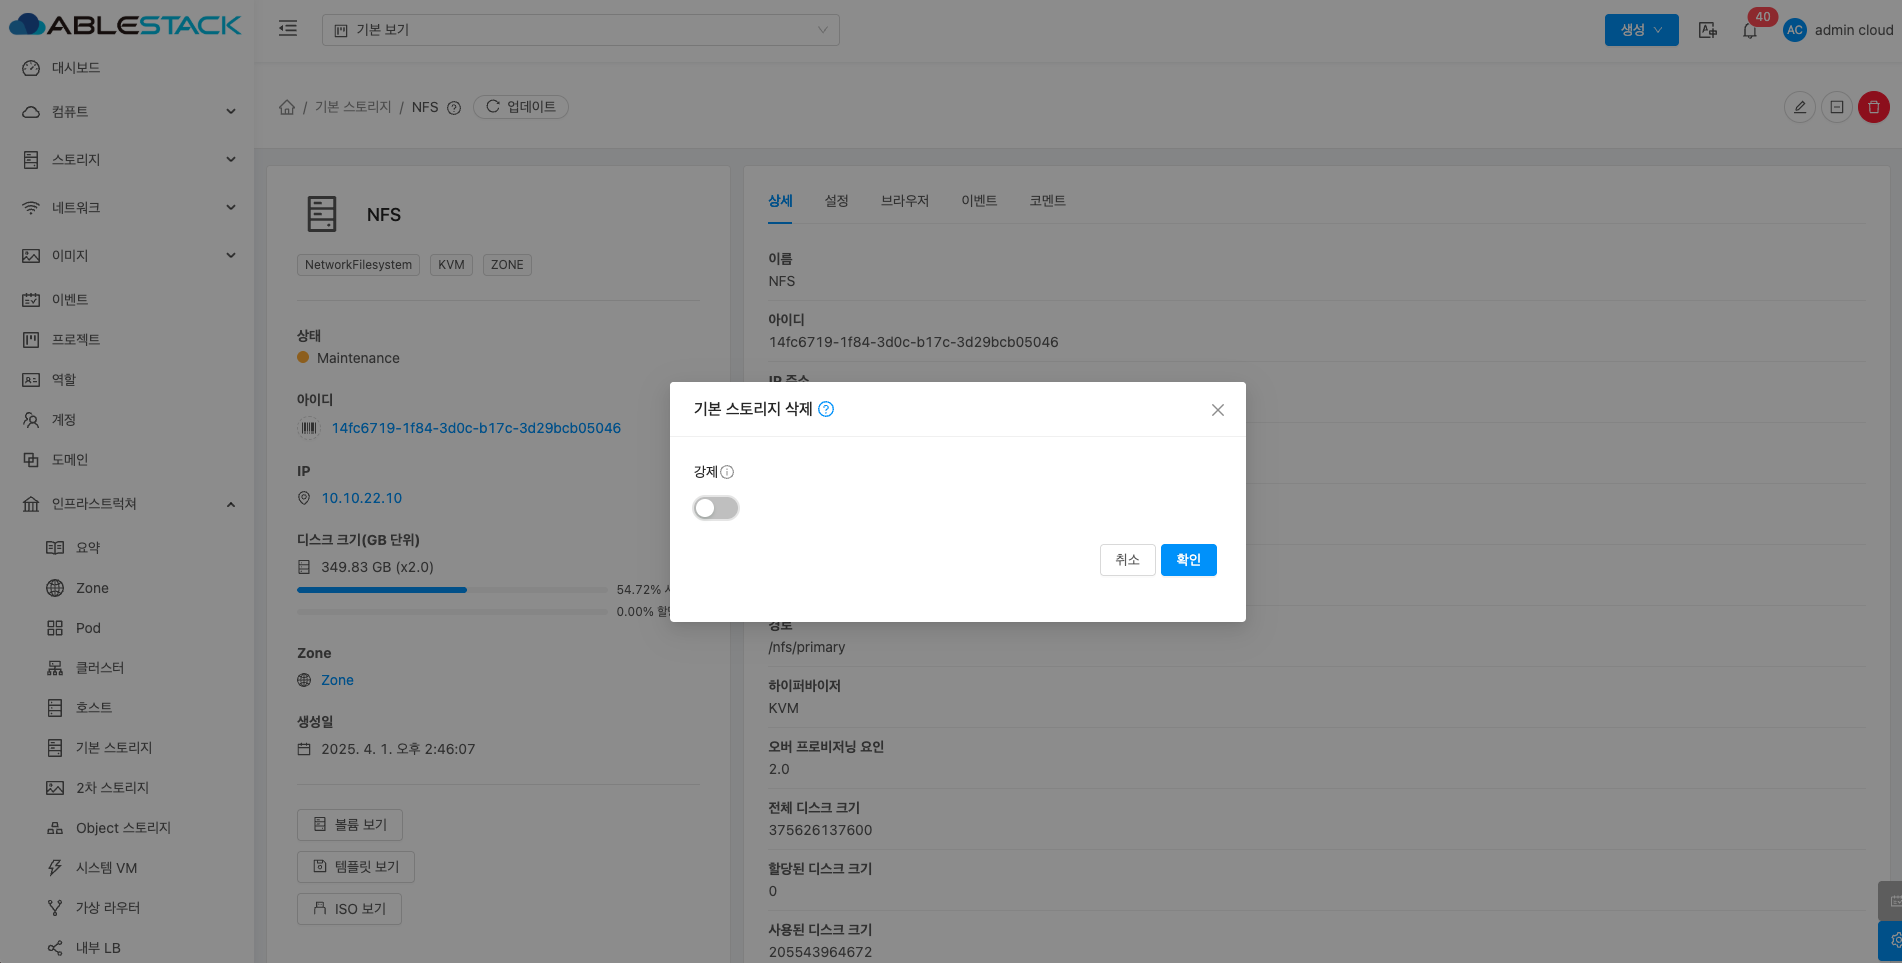 ABLESTACK
기본 보기
생성
40
AC
admin cloud
대시보드
컴퓨트
스토리지
네트워크
이미지
이벤트
프로젝트
역할
계정
도메인
인프라스트럭쳐
요약
Zone
Pod
클러스터
호스트
기본 스토리지
2차 스토리지
Object 스토리지
시스템 VM
가상 라우터
내부 LB
/ 기본 스토리지 / NFS
업데이트
NFS
NetworkFilesystem
KVM
ZONE
상태
Maintenance
아이디
14fc6719-1f84-3d0c-b17c-3d29bcb05046
IP
10.10.22.10
디스크 크기(GB 단위)
349.83 GB (x2.0)
54.72%
0.00%
Zone
Zone
생성일
2025. 4. 1. 오후 2:46:07
볼륨 보기
템플릿 보기
ISO 보기
상세
설정
브라우저
이벤트
코멘트
이름
NFS
아이디
14fc6719-1f84-3d0c-b17c-3d29bcb05046
IP 주소
기본 스토리지 삭제
강제
취소
확인
경로
/nfs/primary
하이퍼바이저
KVM
오버 프로비저닝 요인
2.0
전체 디스크 크기
375626137600
할당된 디스크 크기
0
사용된 디스크 크기
205543964672